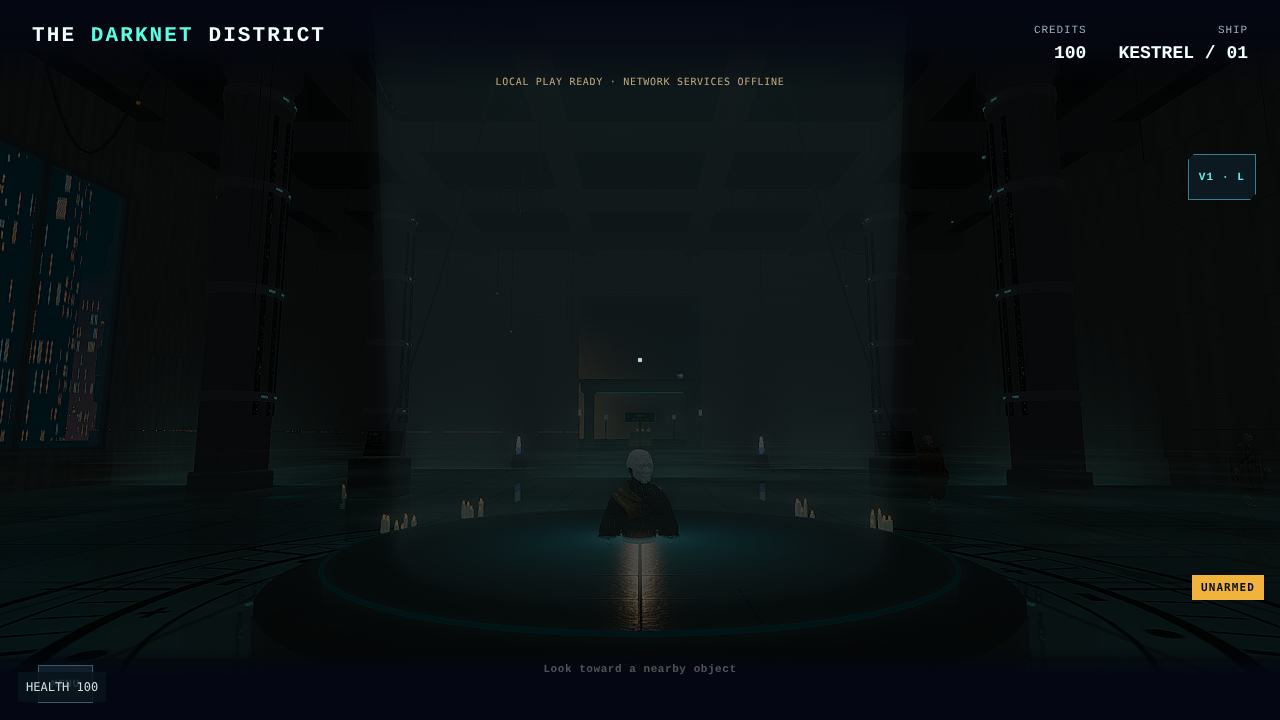 THE DARKNET DISTRICT
CREDITS
100
SHIP
KESTREL / 01
LOCAL PLAY READY · NETWORK SERVICES OFFLINE
V1 · L
UNARMED
Look toward a nearby object
HEALTH 100